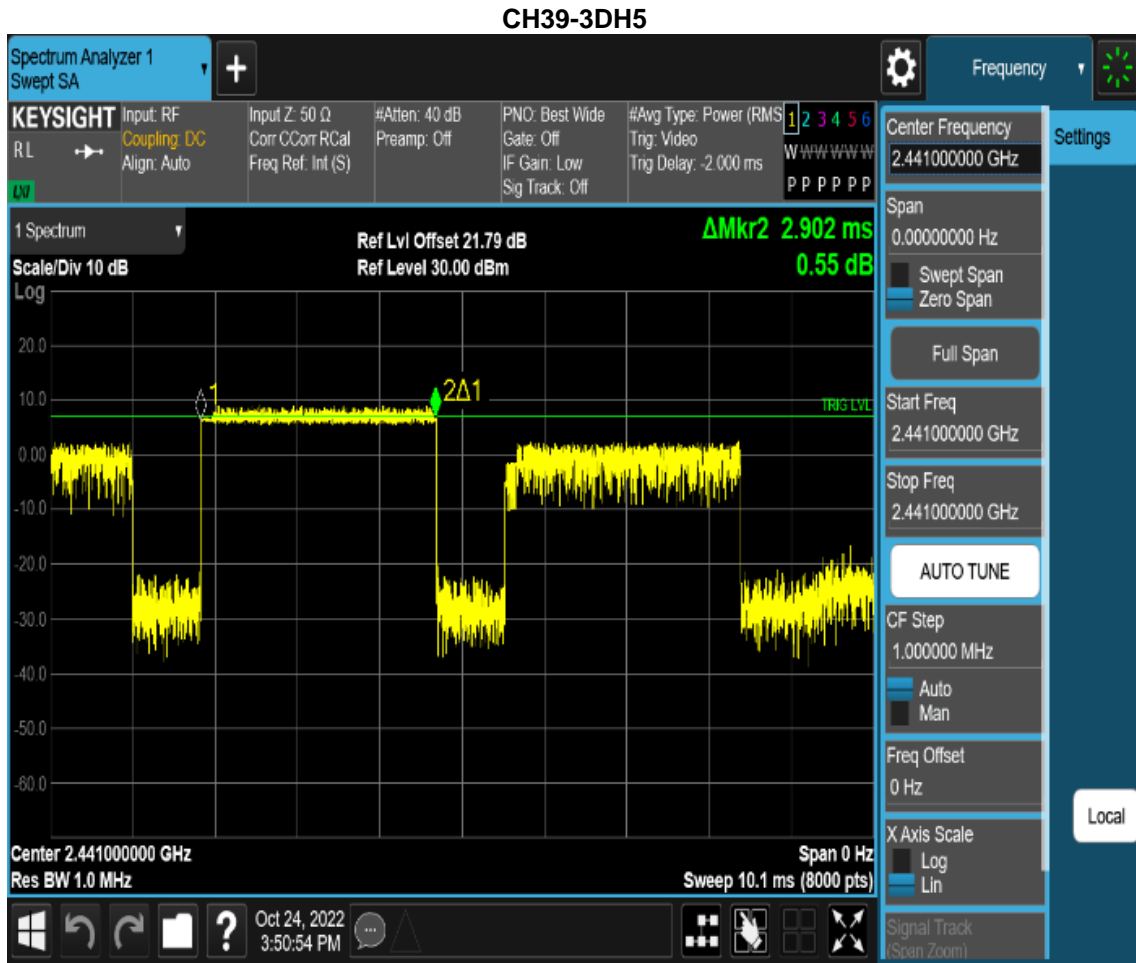 CH39-3DH5
Spectrum Analyzer 1
Swept SA
+
Frequency
KEYSIGHT
RL
LXI
Input: RF
Coupling: DC
Align: Auto
Input Z: 50 Ω
Corr CCorr RCal
Freq Ref: Int (S)
#Atten: 40 dB
Preamp: Off
PNO: Best Wide
Gate: Off
IF Gain: Low
Sig Track: Off
#Avg Type: Power (RMS
Trig: Video
Trig Delay: -2.000 ms
1 2 3 4 5 6
W W W W W W
P P P P P P
1 Spectrum
Scale/Div 10 dB
Ref Lvl Offset 21.79 dB
Ref Level 30.00 dBm
ΔMkr2 2.902 ms
0.55 dB
Log
20.0
10.0
0.00
-10.0
-20.0
-30.0
-40.0
-50.0
-60.0
1
2Δ1
TRIG LVL
Center 2.441000000 GHz
Res BW 1.0 MHz
Span 0 Hz
Sweep 10.1 ms (8000 pts)
Center Frequency
2.441000000 GHz
Span
0.00000000 Hz
Swept Span
Zero Span
Full Span
Start Freq
2.441000000 GHz
Stop Freq
2.441000000 GHz
AUTO TUNE
CF Step
1.000000 MHz
Auto
Man
Freq Offset
0 Hz
X Axis Scale
Log
Lin
Signal Track
(Span Zoom)
Settings
Local
?
Oct 24, 2022
3:50:54 PM